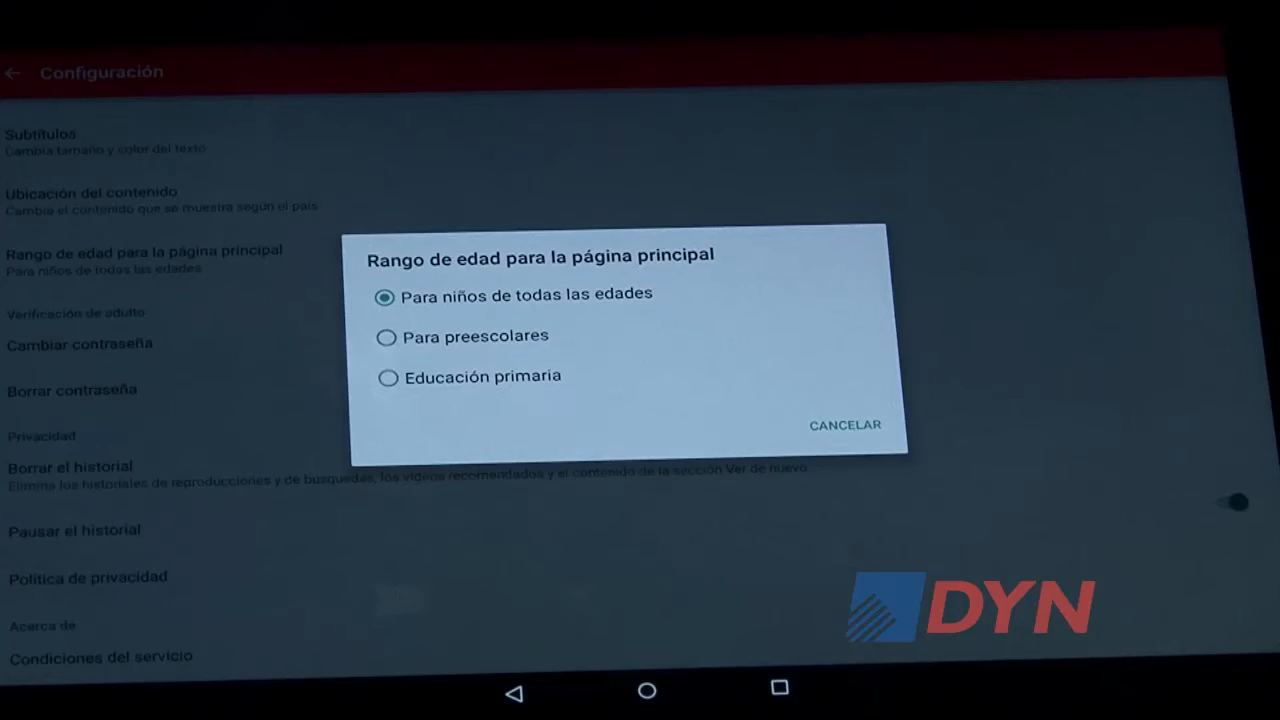 Configuración
Subtítulos
Cambia tamaño y color del texto
Ubicación del contenido
Cambia el contenido que se muestra según el país
Rango de edad para la página principal
Para niños de todas las edades
Verificación de adulto
Cambiar contraseña
Borrar contraseña
Privacidad
Borrar el historial
Elimina los historiales de reproducciones y de búsquedas, los videos recomendados y el contenido de la sección Ver de nuevo
Pausar el historial
Política de privacidad
Acerca de
Condiciones del servicio
Rango de edad para la página principal
Para niños de todas las edades
Para preescolares
Educación primaria
CANCELAR
DYN